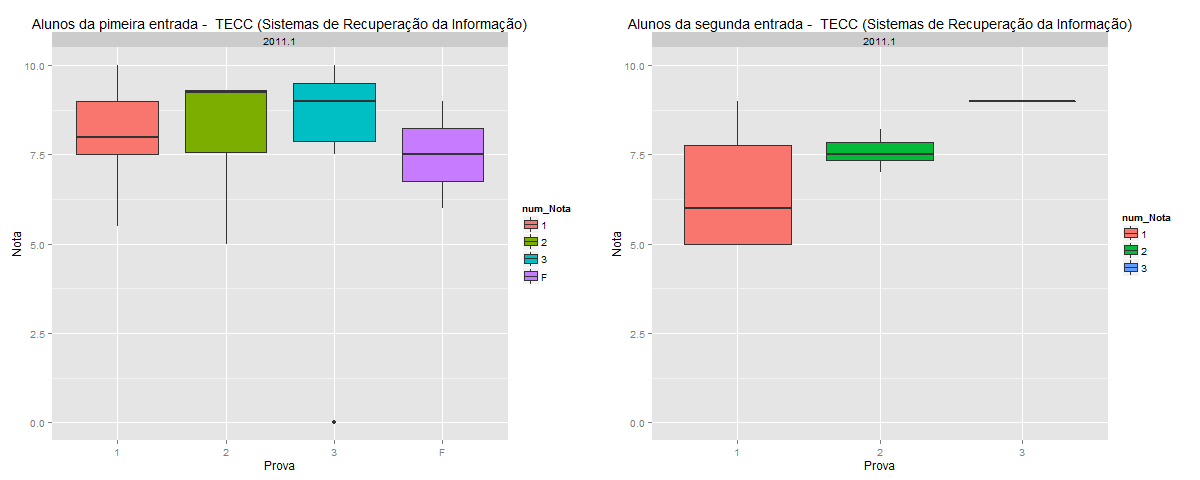 Alunos da pimeira entrada -  TECC (Sistemas de Recuperação da Informação)
2011.1
10.0
7.5
5.0
2.5
0.0
Nota
1
2
3
F
Prova
num_Nota
1
2
3
F
Alunos da segunda entrada -  TECC (Sistemas de Recuperação da Informação)
2011.1
10.0
7.5
5.0
2.5
0.0
Nota
1
2
3
Prova
num_Nota
1
2
3